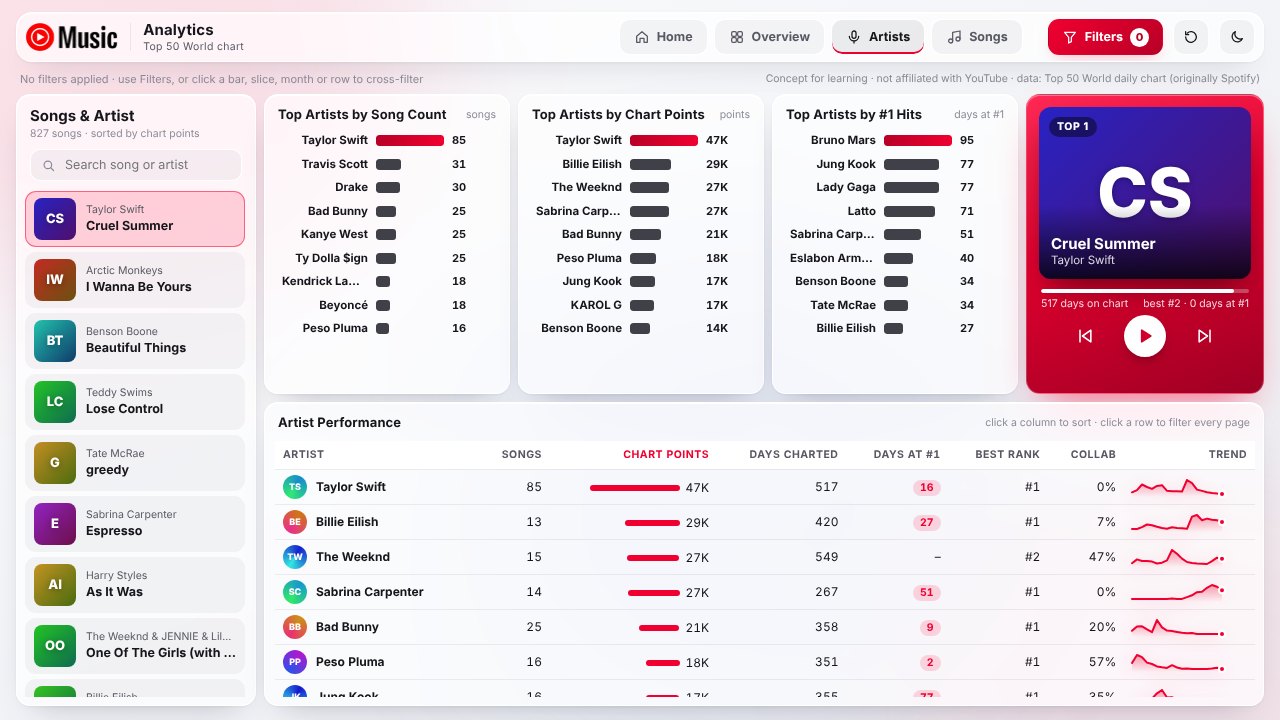 Music
Analytics
Top 50 World chart
Home
Overview
Artists
Songs
Filters 0
No filters applied · use Filters, or click a bar, slice, month or row to cross-filter
Concept for learning · not affiliated with YouTube · data: Top 50 World daily chart (originally Spotify)
Songs & Artist
827 songs · sorted by chart points
Search song or artist
CS
Taylor Swift
Cruel Summer
IW
Arctic Monkeys
I Wanna Be Yours
BT
Benson Boone
Beautiful Things
LC
Teddy Swims
Lose Control
G
Tate McRae
greedy
E
Sabrina Carpenter
Espresso
AI
Harry Styles
As It Was
OO
The Weeknd & JENNIE & Lil...
One Of The Girls (with ...
Billie Eilish
Top Artists by Song Count songs
Taylor Swift 85
Travis Scott 31
Drake 30
Bad Bunny 25
Kanye West 25
Ty Dolla $ign 25
Kendrick La... 18
Beyoncé 18
Peso Pluma 16
Top Artists by Chart Points points
Taylor Swift 47K
Billie Eilish 29K
The Weeknd 27K
Sabrina Carp... 27K
Bad Bunny 21K
Peso Pluma 18K
Jung Kook 17K
KAROL G 17K
Benson Boone 14K
Top Artists by #1 Hits days at #1
Bruno Mars 95
Jung Kook 77
Lady Gaga 77
Latto 71
Sabrina Carp... 51
Eslabon Arm... 40
Benson Boone 34
Tate McRae 34
Billie Eilish 27
TOP 1
CS
Cruel Summer
Taylor Swift
517 days on chart best #2 · 0 days at #1
Artist Performance
click a column to sort · click a row to filter every page
ARTIST SONGS CHART POINTS DAYS CHARTED DAYS AT #1 BEST RANK COLLAB TREND
TS Taylor Swift 85 47K 517 16 #1 0%
BE Billie Eilish 13 29K 420 27 #1 7%
TW The Weeknd 15 27K 549 – #2 47%
SC Sabrina Carpenter 14 27K 267 51 #1 0%
BB Bad Bunny 25 21K 358 9 #1 20%
PP Peso Pluma 16 18K 351 2 #1 57%
JK Jung Kook 16 17K 355 77 #1 35%